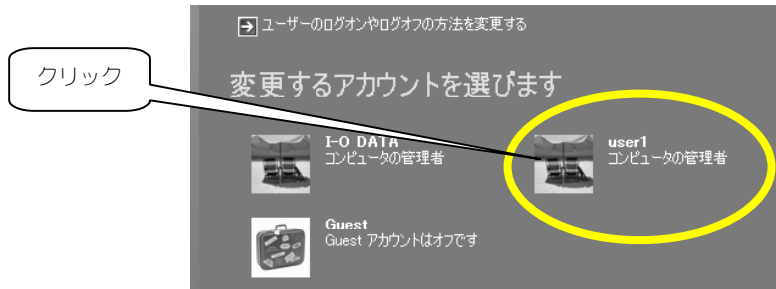 ユーザーのログオンやログオフの方法を変更する
クリック
変更するアカウントを選びます
I-O DATA
コンピュータの管理者
user1
コンピュータの管理者
Guest
Guest アカウントはオフです